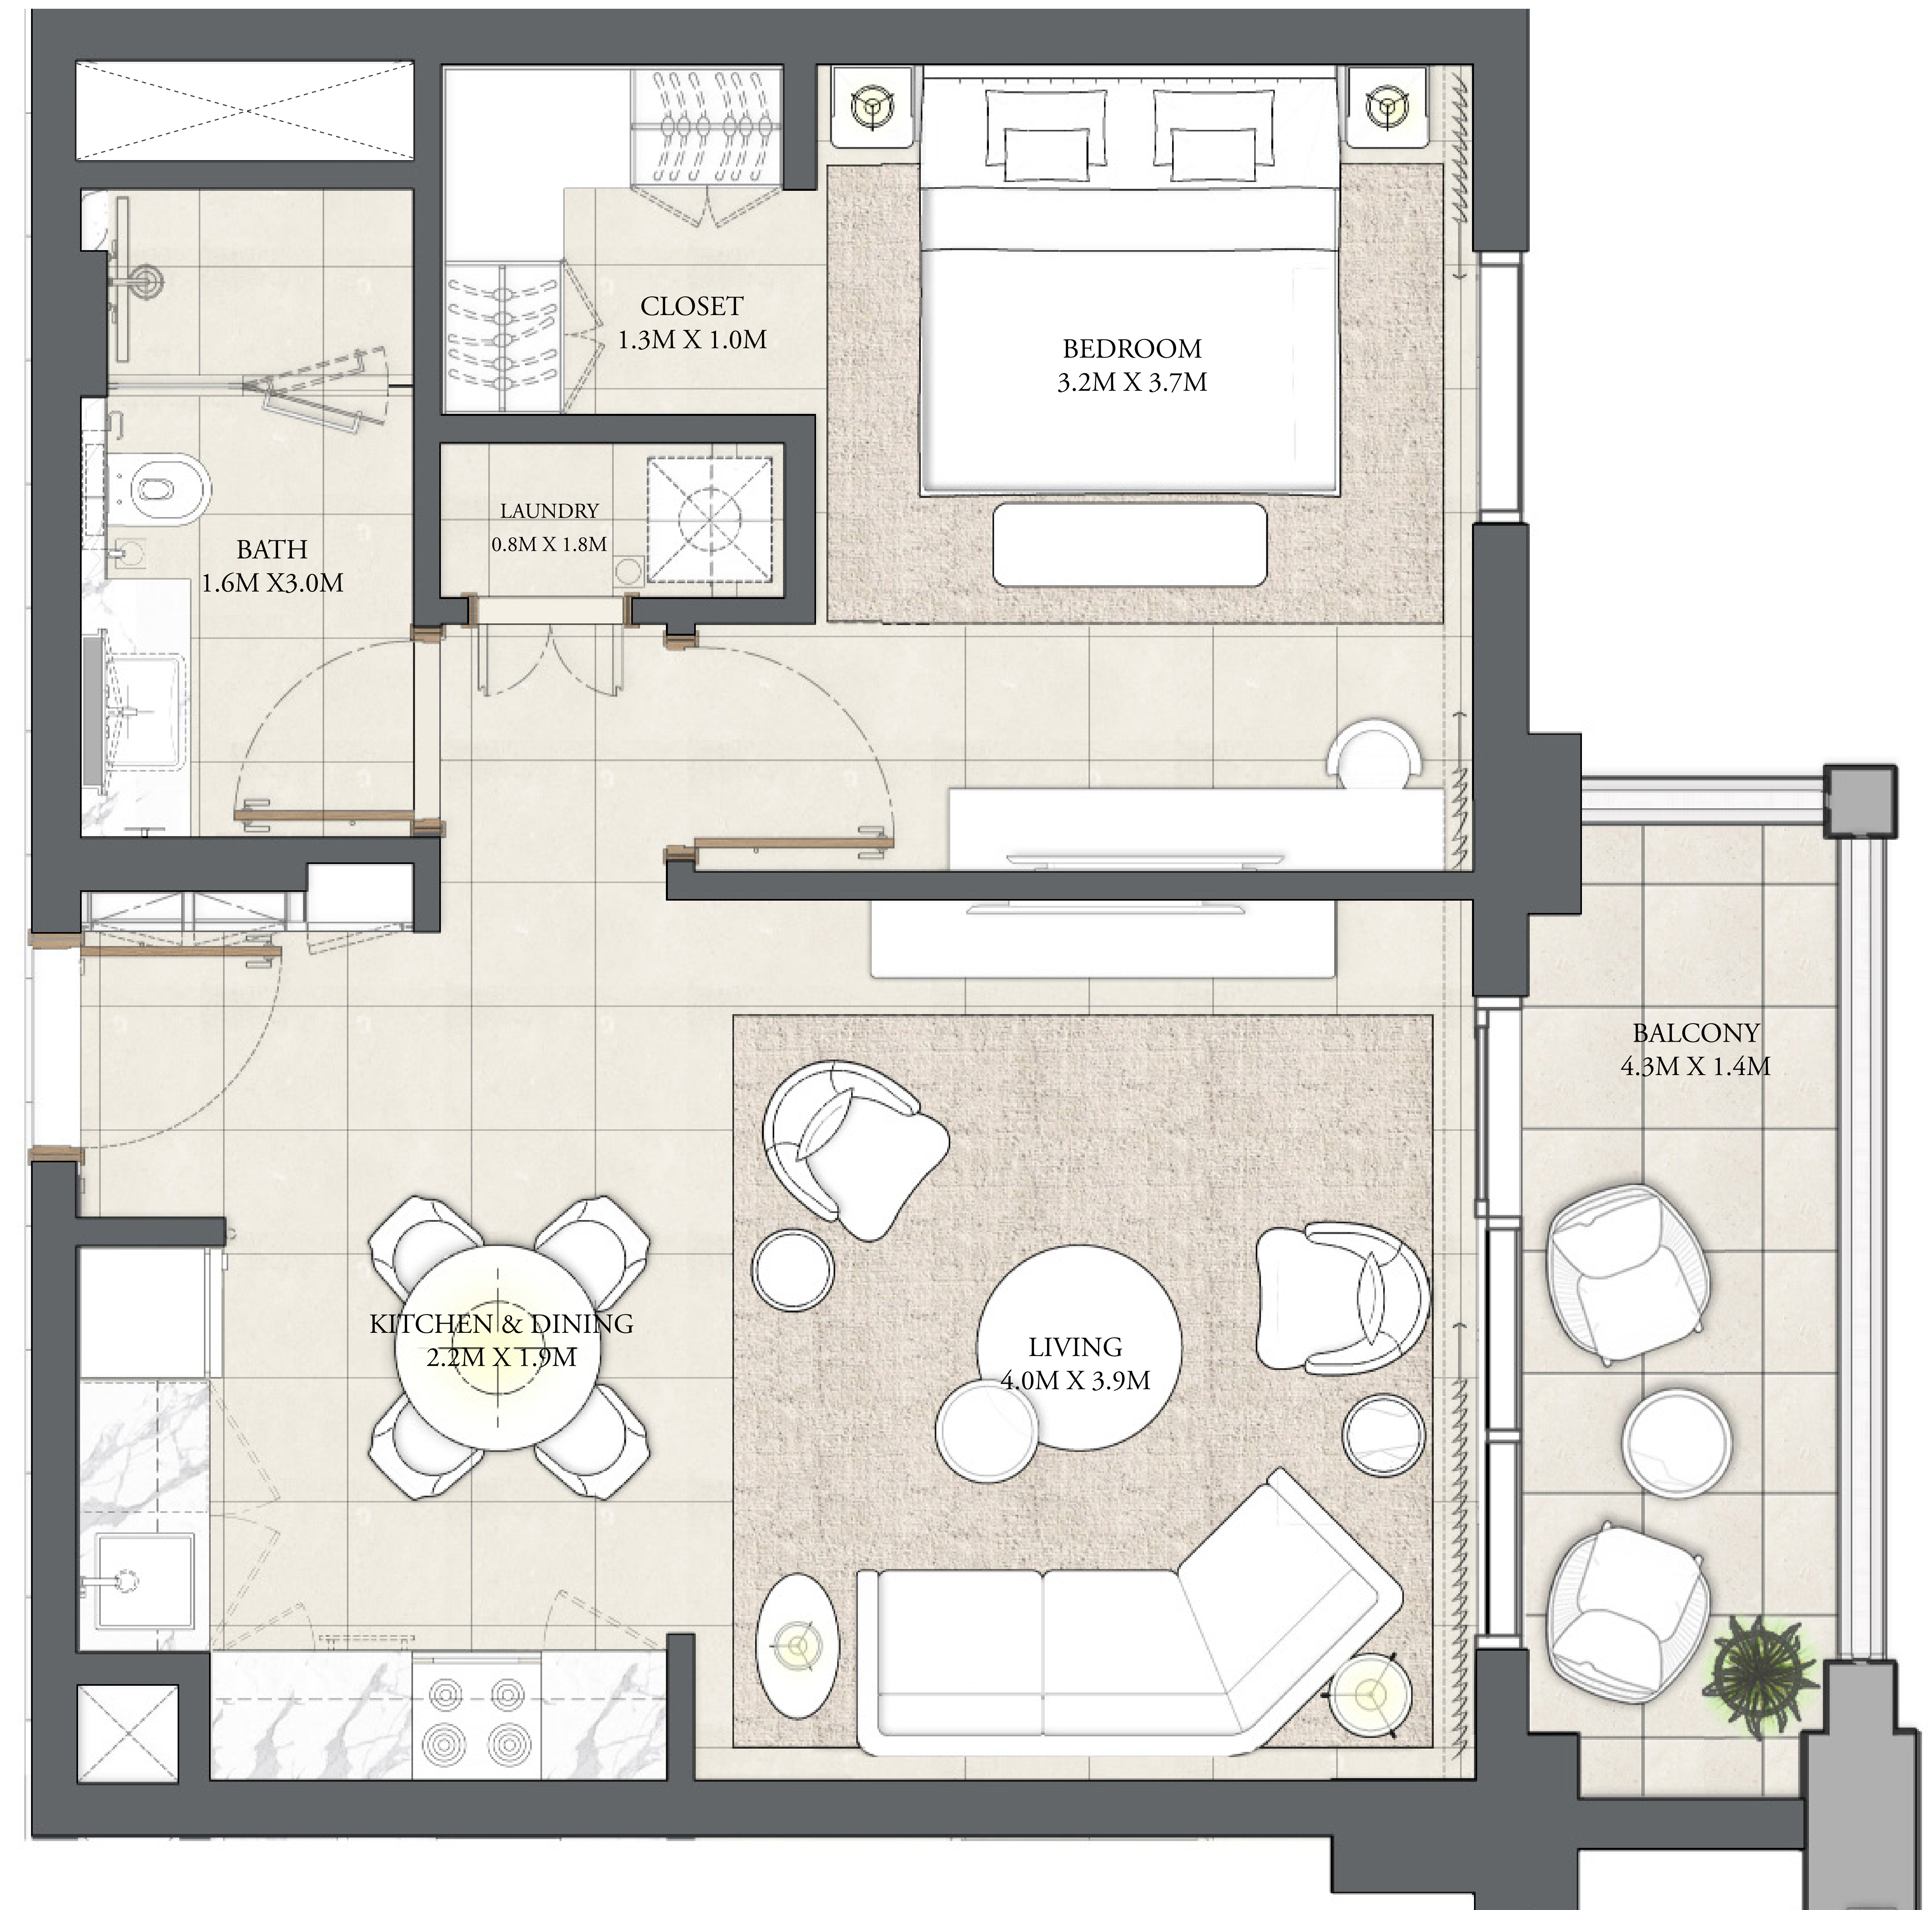 CLOSET
1.3M X 1.0M
BEDROOM
3.2M X 3.7M
LAUNDRY
0.8M X 1.8M
BATH
1.6M X3.0M
BALCONY
4.3M X 1.4M
KITCHEN & DINING
2.2M X 1.9M
LIVING
4.0M X 3.9M